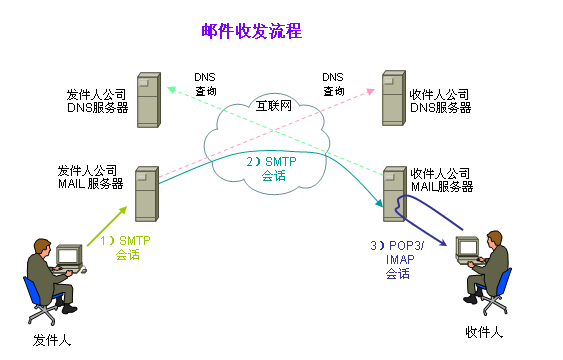 邮件收发流程
DNS
查询
DNS
查询
发件人公司
DNS服务器
互联网
收件人公司
DNS服务器
发件人公司
MAIL 服务器
2）SMTP
会话
收件人公司
MAIL服务器
1）SMTP
会话
3）POP3/
IMAP
会话
发件人
收件人